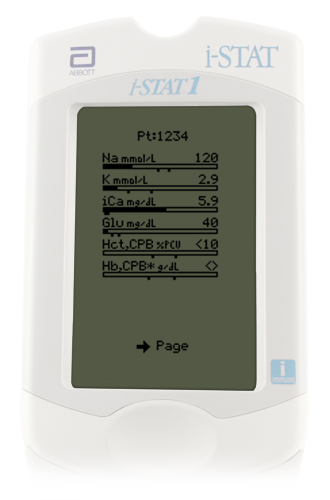 ABBOTT
i-STAT
i-STAT 1
Pt:1234
Na mmol/L 120
K mmol/L 2.9
iCa mg/dL 5.9
Glu mg/dL 40
Hct,CPB %PCV <10
Hb,CPB* g/dL <>
➔ Page
i